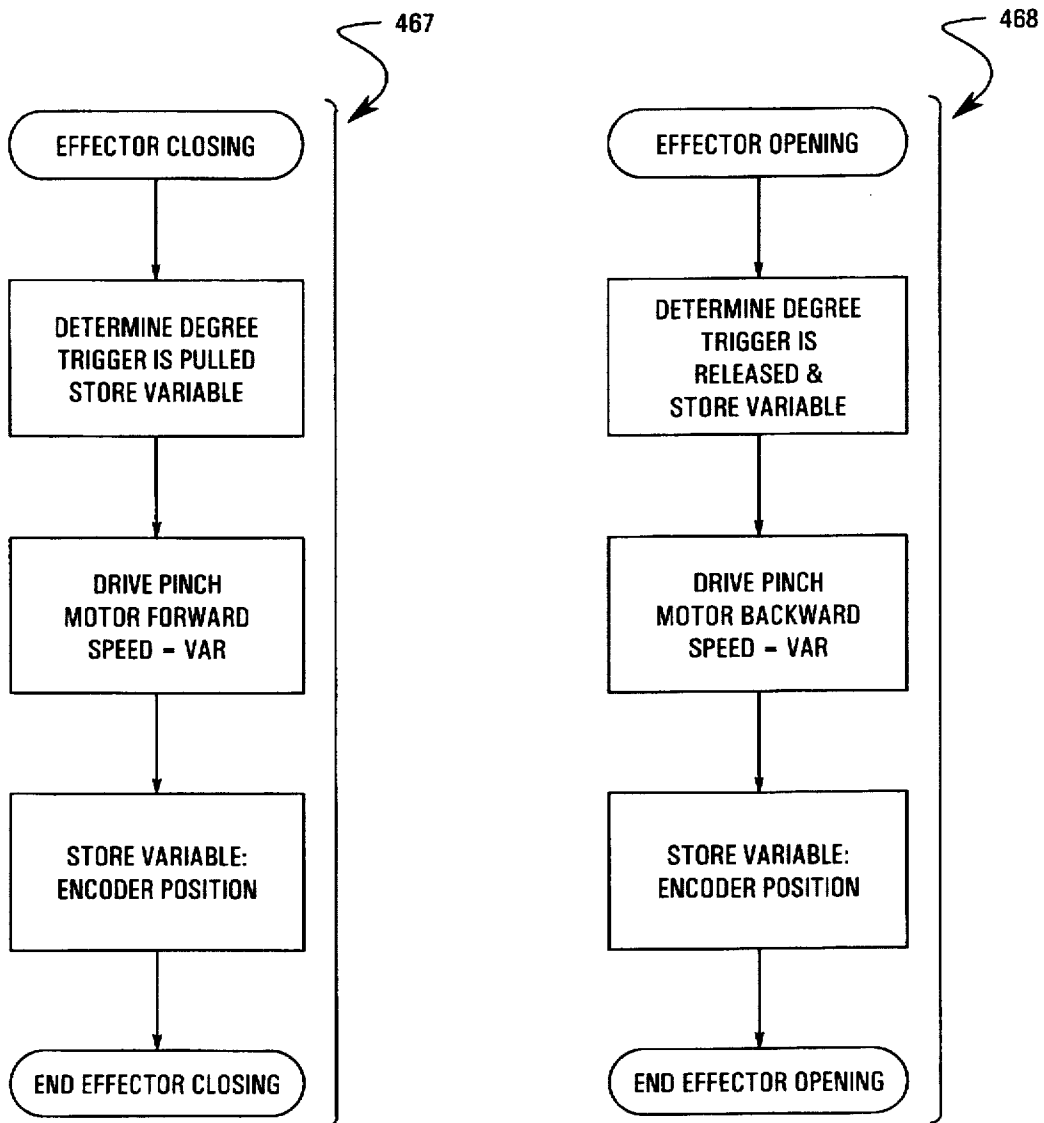 467
EFFECTOR CLOSING
DETERMINE DEGREE
TRIGGER IS PULLED
STORE VARIABLE
DRIVE PINCH
MOTOR FORWARD
SPEED = VAR
STORE VARIABLE:
ENCODER POSITION
END EFFECTOR CLOSING
468
EFFECTOR OPENING
DETERMINE DEGREE
TRIGGER IS
RELEASED &
STORE VARIABLE
DRIVE PINCH
MOTOR BACKWARD
SPEED = VAR
STORE VARIABLE:
ENCODER POSITION
END EFFECTOR OPENING